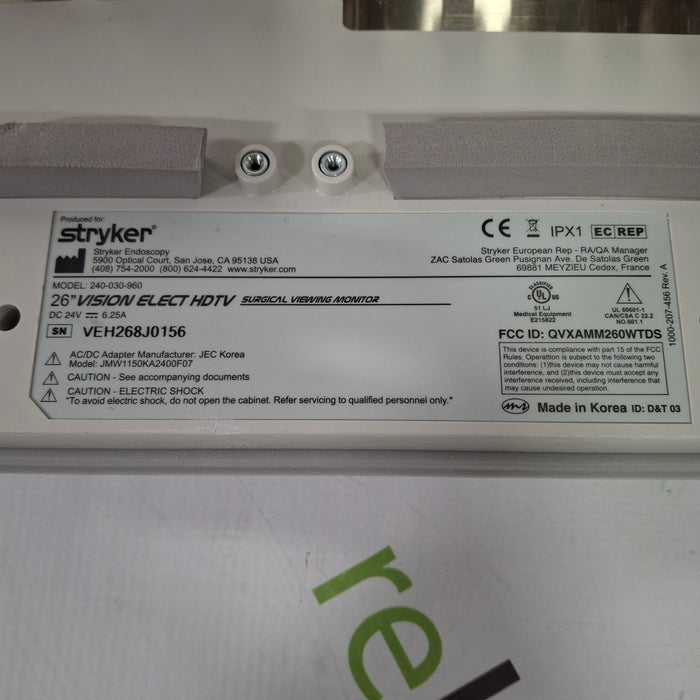 Produced for:
stryker®
Stryker Endoscopy
5900 Optical Court, San Jose, CA 95138 USA
(408) 754-2000 (800) 624-4422 www.stryker.com
CE IPX1 EC REP
Stryker European Rep - RA/QA Manager
ZAC Satolas Green Pusignan Ave. De Satolas Green
69881 MEYZIEU Cedex, France
MODEL: 240-030-960
26" VISION ELECT HDTV SURGICAL VIEWING MONITOR
DC 24V 6.25A
SN VEH268J0156
AC/DC Adapter Manufacturer: JEC Korea
Model: JMW1150KA2400F07
CAUTION - See accompanying documents
CAUTION - ELECTRIC SHOCK
"To avoid electric shock, do not open the cabinet. Refer servicing to qualified personnel only."
CLASSIFIED
C UL US
51 LJ
Medical Equipment
E215822
UL 60601-1
CAN/CSA C 22.2
NO.601.1
FCC ID: QVXAMM260WTDS
This device is compliance with part 15 of the FCC
Rules. Operation is subject to the following two
conditions: (1)this device may not cause harmful
interference, and (2)this device must accept any
interference received, including interference that
may cause undesired operation.
Made in Korea ID: D&T 03
1000-207-456 Rev. A
rel